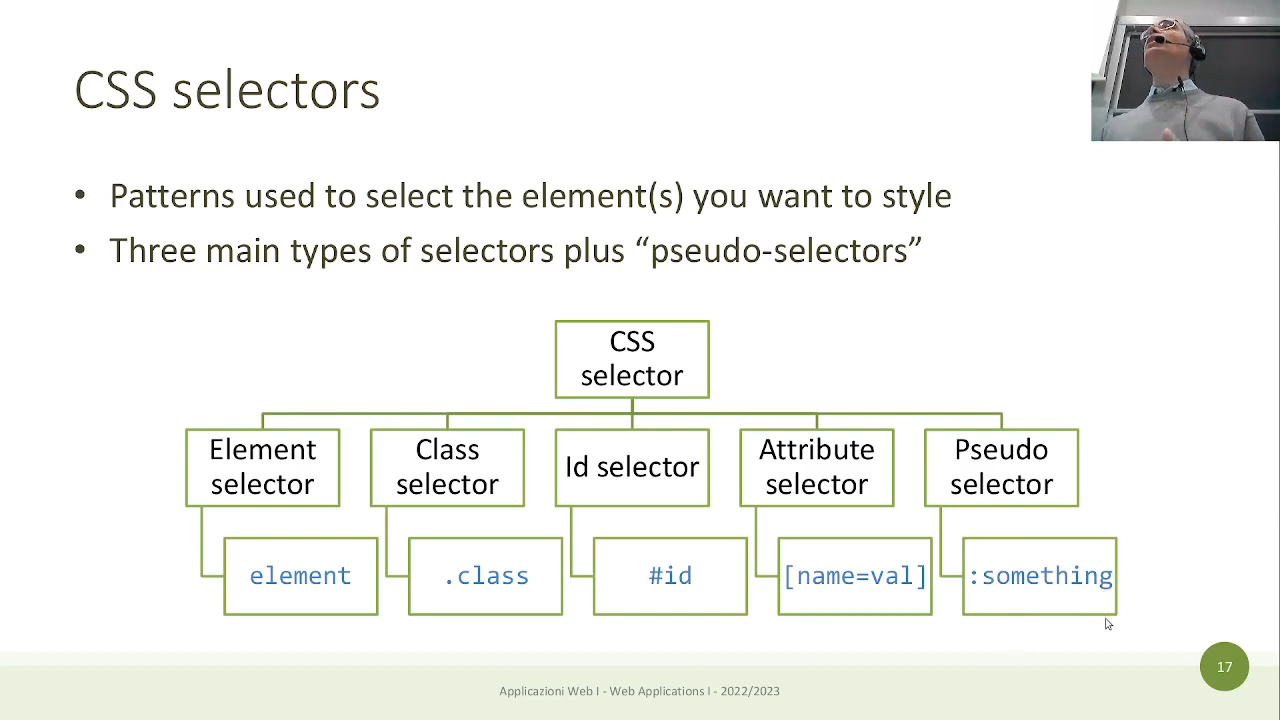 CSS selectors
• Patterns used to select the element(s) you want to style
• Three main types of selectors plus “pseudo-selectors”
CSS
selector
Element
selector
Class
selector
Id selector
Attribute
selector
Pseudo
selector
element
.class
#id
[name=val]
:something
17
Applicazioni Web I - Web Applications I - 2022/2023